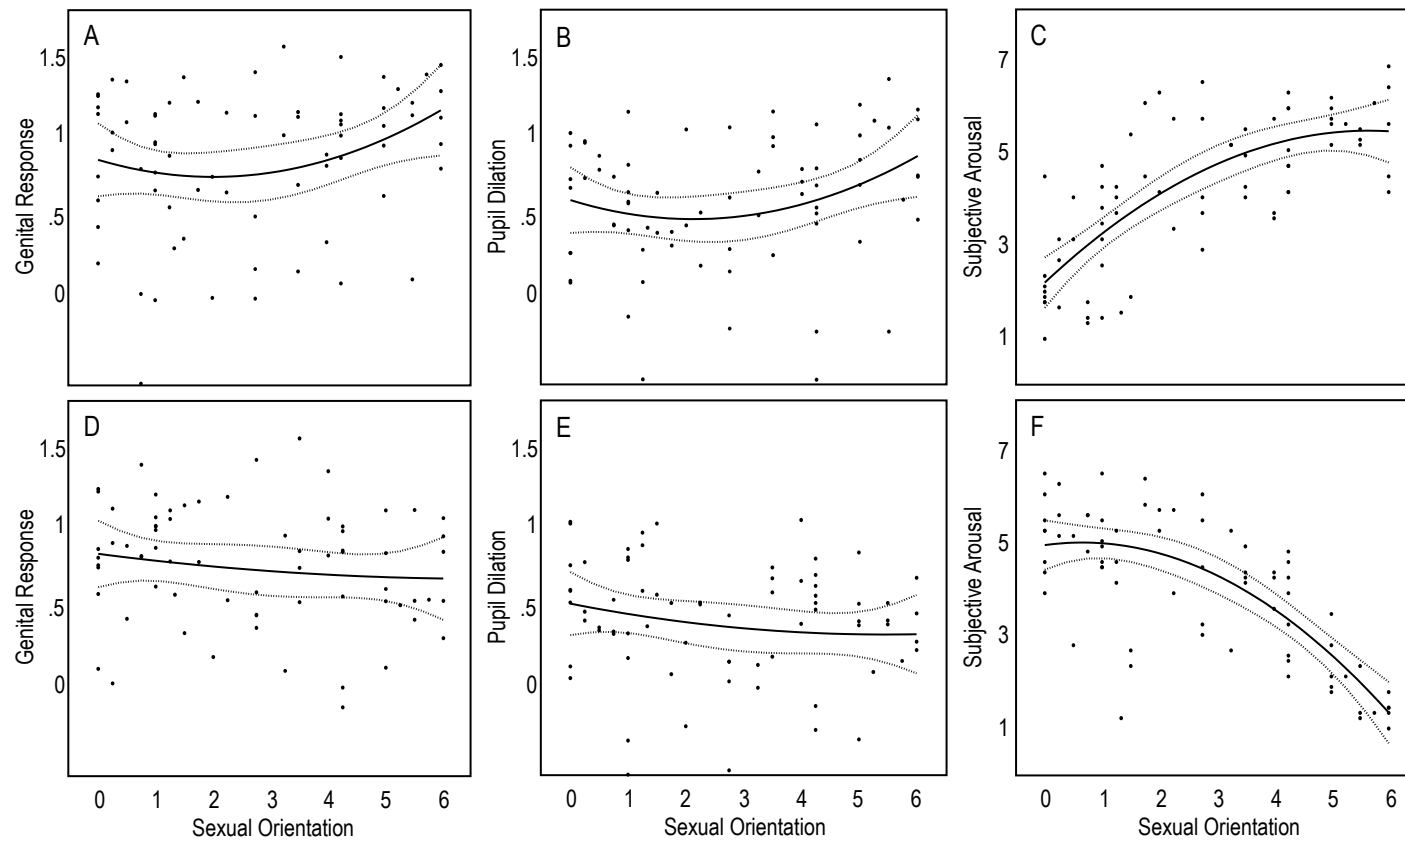 A
B
C
Genital Response
1.5
1
.5
0
Pupil Dilation
1.5
1
.5
0
Subjective Arousal
7
5
3
1
D
E
F
Genital Response
1.5
1
.5
0
Pupil Dilation
1.5
1
.5
0
Subjective Arousal
7
5
3
1
0 1 2 3 4 5 6
0 1 2 3 4 5 6
0 1 2 3 4 5 6
Sexual Orientation
Sexual Orientation
Sexual Orientation